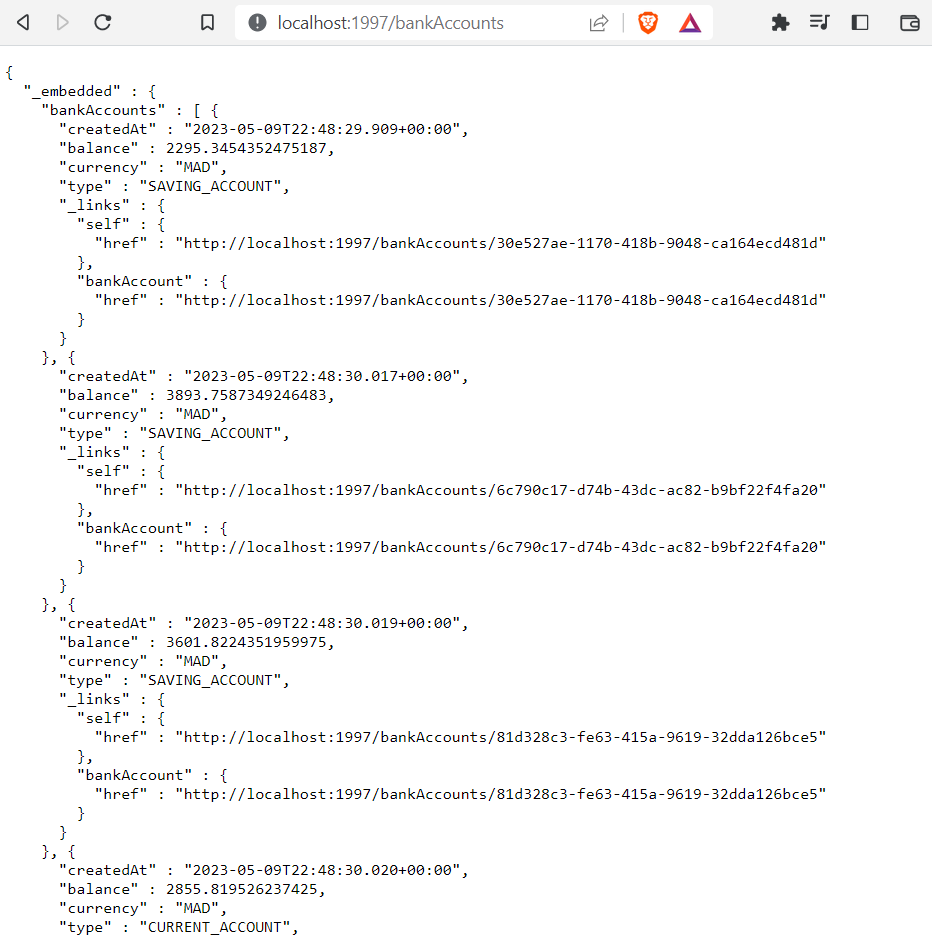 localhost:1997/bankAccounts
{
  "_embedded" : {
    "bankAccounts" : [ {
      "createdAt" : "2023-05-09T22:48:29.909+00:00",
      "balance" : 2295.3454352475187,
      "currency" : "MAD",
      "type" : "SAVING_ACCOUNT",
      "_links" : {
        "self" : {
          "href" : "http://localhost:1997/bankAccounts/30e527ae-1170-418b-9048-ca164ecd481d"
        },
        "bankAccount" : {
          "href" : "http://localhost:1997/bankAccounts/30e527ae-1170-418b-9048-ca164ecd481d"
        }
      }
    }, {
      "createdAt" : "2023-05-09T22:48:30.017+00:00",
      "balance" : 3893.7587349246483,
      "currency" : "MAD",
      "type" : "SAVING_ACCOUNT",
      "_links" : {
        "self" : {
          "href" : "http://localhost:1997/bankAccounts/6c790c17-d74b-43dc-ac82-b9bf22f4fa20"
        },
        "bankAccount" : {
          "href" : "http://localhost:1997/bankAccounts/6c790c17-d74b-43dc-ac82-b9bf22f4fa20"
        }
      }
    }, {
      "createdAt" : "2023-05-09T22:48:30.019+00:00",
      "balance" : 3601.8224351959975,
      "currency" : "MAD",
      "type" : "SAVING_ACCOUNT",
      "_links" : {
        "self" : {
          "href" : "http://localhost:1997/bankAccounts/81d328c3-fe63-415a-9619-32dda126bce5"
        },
        "bankAccount" : {
          "href" : "http://localhost:1997/bankAccounts/81d328c3-fe63-415a-9619-32dda126bce5"
        }
      }
    }, {
      "createdAt" : "2023-05-09T22:48:30.020+00:00",
      "balance" : 2855.819526237425,
      "currency" : "MAD",
      "type" : "CURRENT_ACCOUNT",